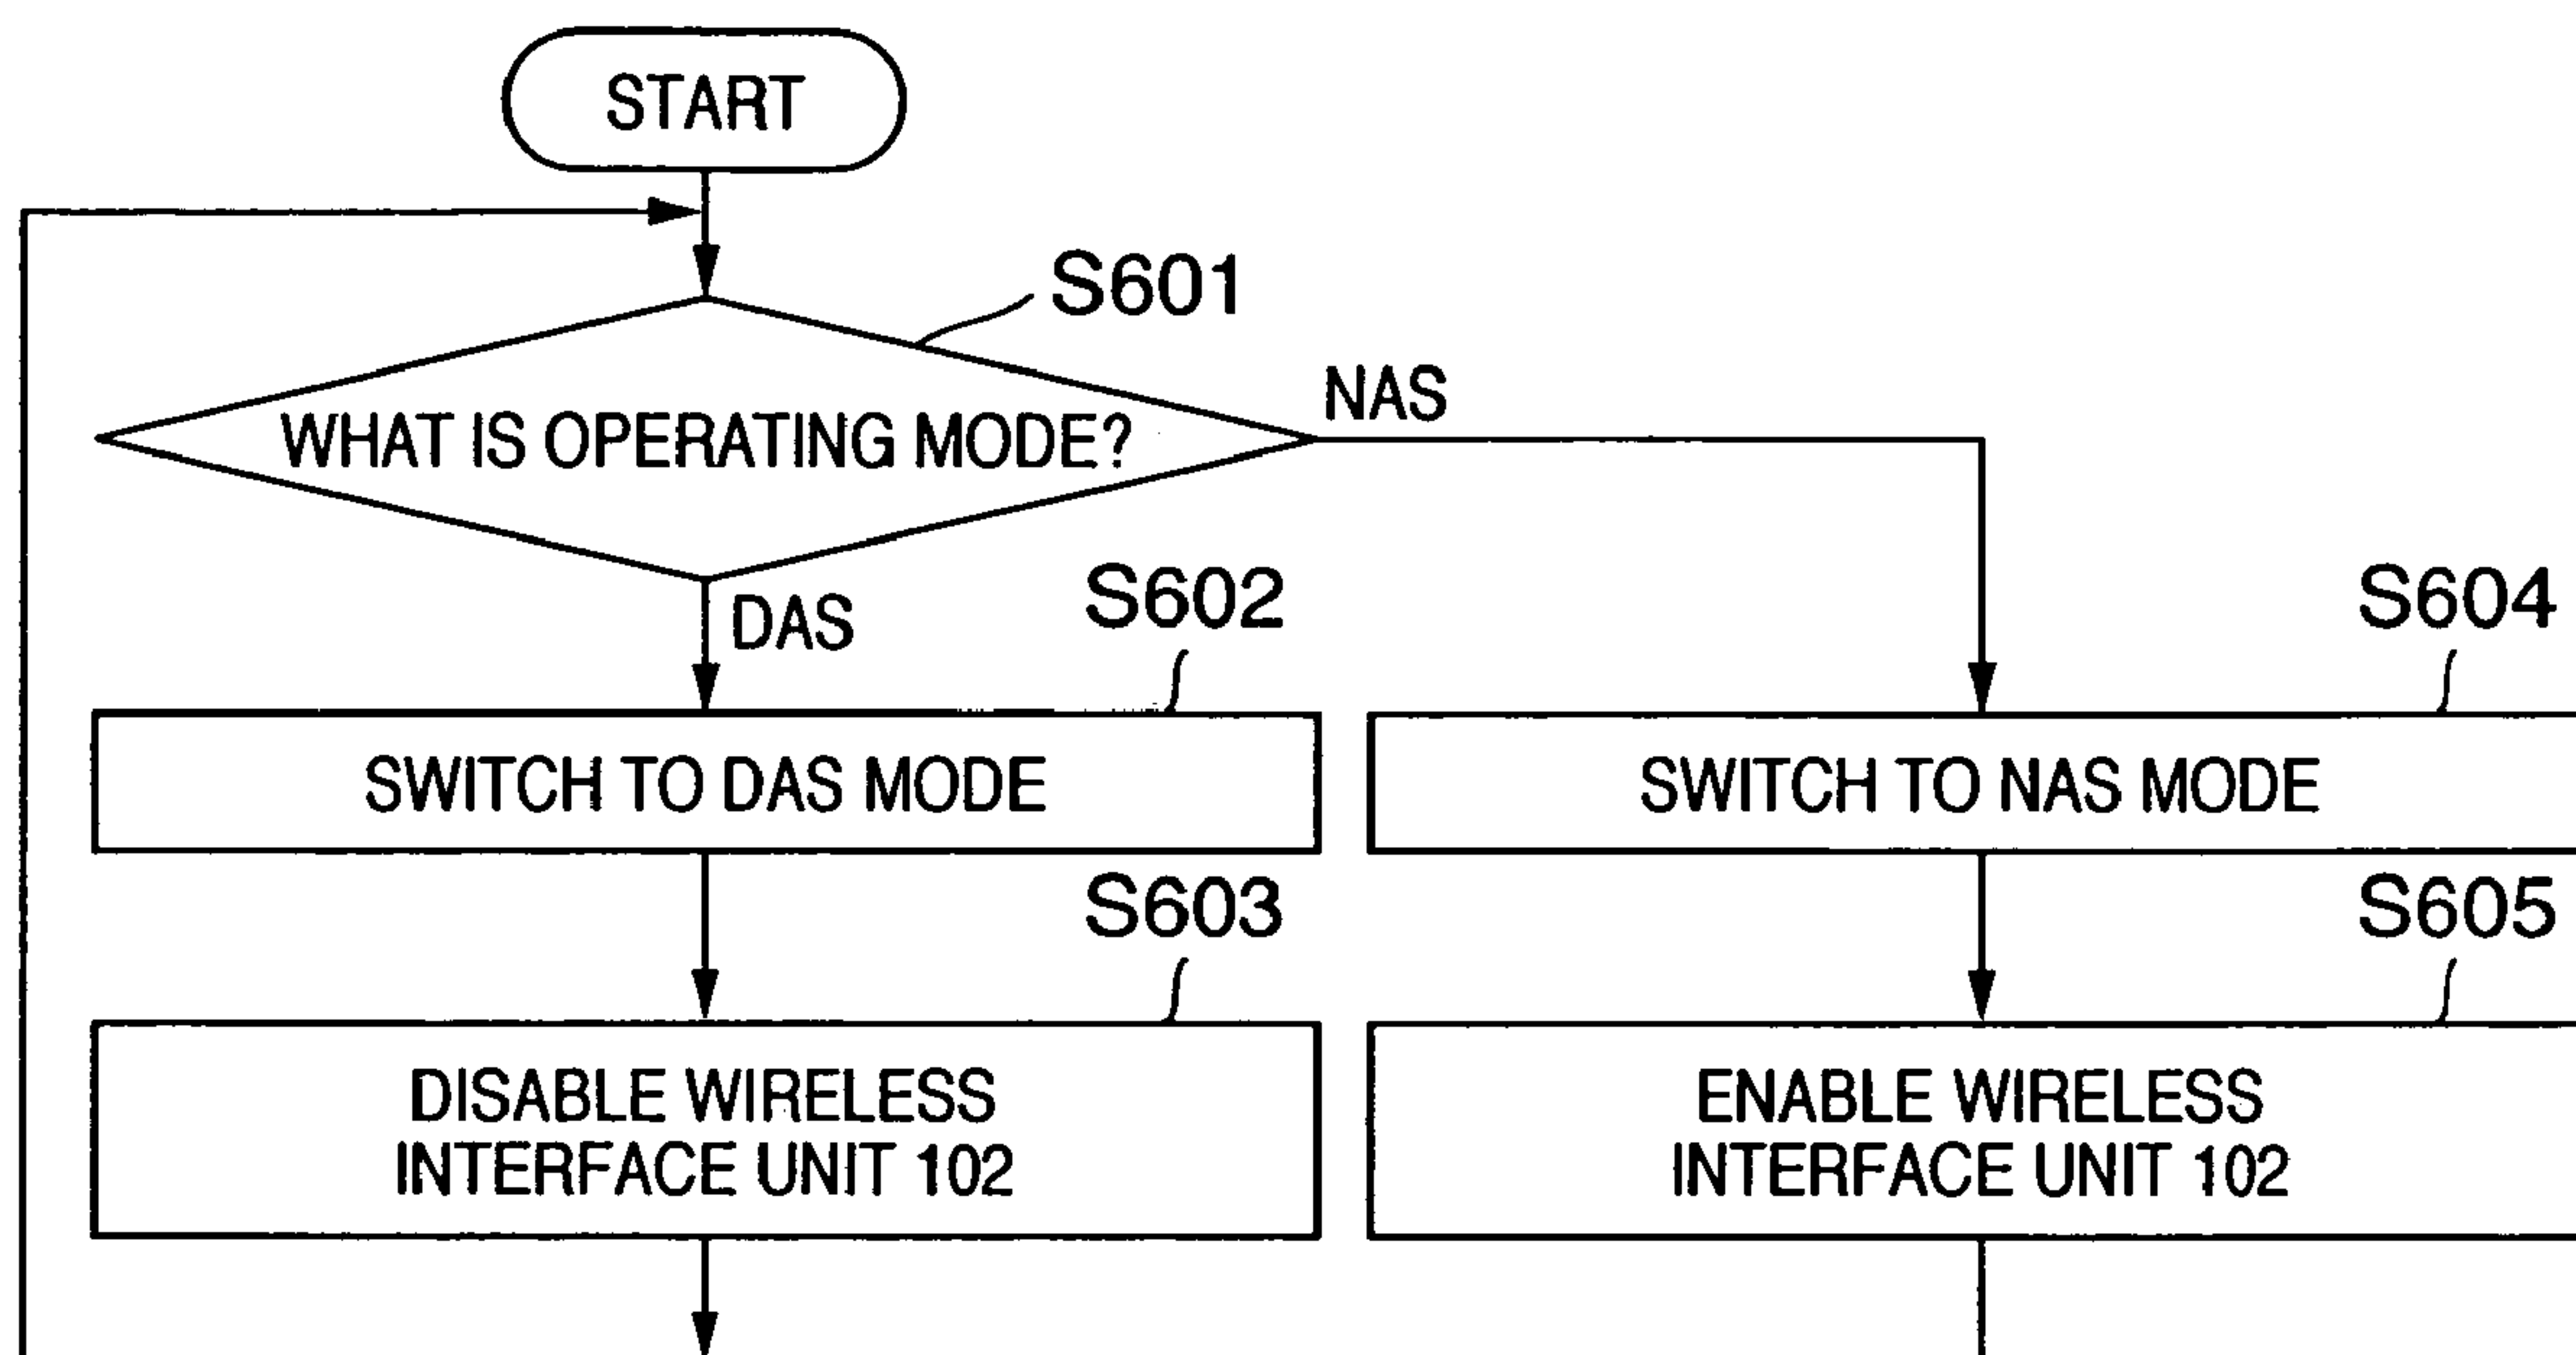 START
S601
WHAT IS OPERATING MODE?
NAS
DAS
S602
S604
SWITCH TO DAS MODE
SWITCH TO NAS MODE
S603
S605
DISABLE WIRELESS
INTERFACE UNIT 102
ENABLE WIRELESS
INTERFACE UNIT 102